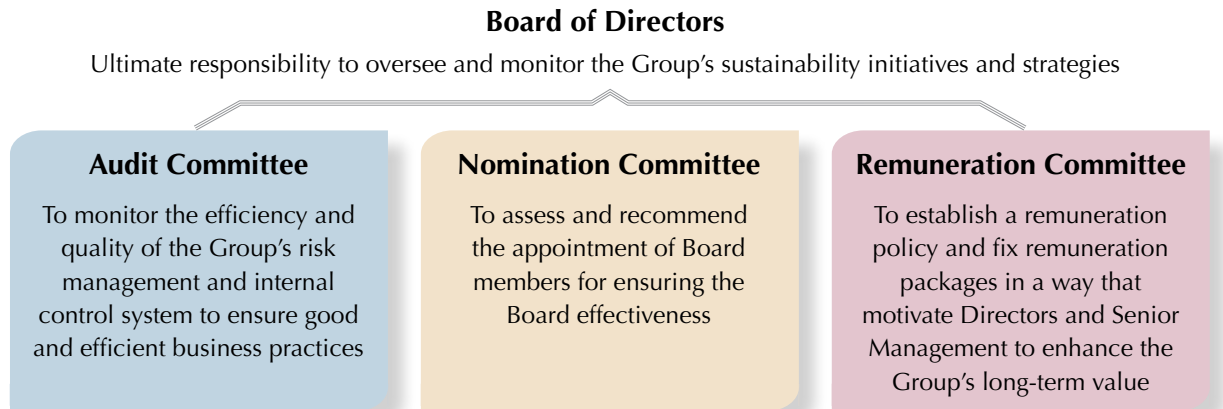 Board of Directors
Ultimate responsibility to oversee and monitor the Group’s sustainability initiatives and strategies
Audit Committee
To monitor the efficiency and
quality of the Group’s risk
management and internal
control system to ensure good
and efficient business practices
Nomination Committee
To assess and recommend
the appointment of Board
members for ensuring the
Board effectiveness
Remuneration Committee
To establish a remuneration
policy and fix remuneration
packages in a way that
motivate Directors and Senior
Management to enhance the
Group’s long-term value